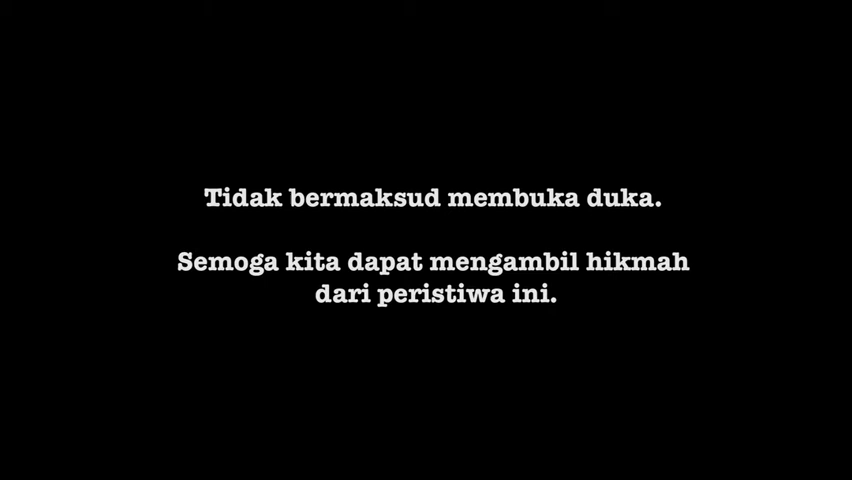 Tidak bermaksud membuka duka.
Semoga kita dapat mengambil hikmah
dari peristiwa ini.